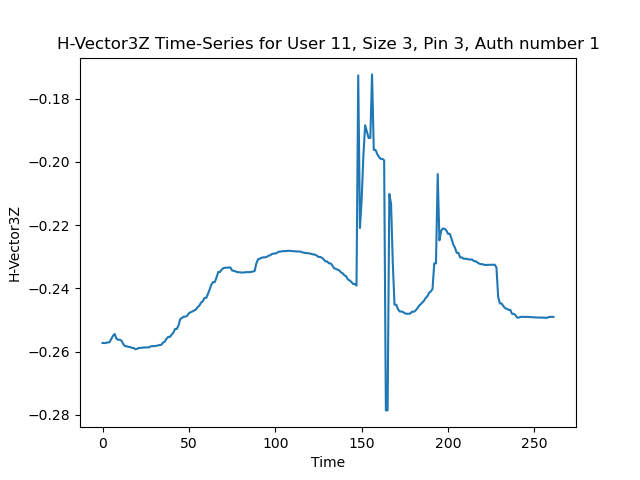 H-Vector3Z Time-Series for User 11, Size 3, Pin 3, Auth number 1
−0.18
−0.20
−0.22
−0.24
−0.26
−0.28
H-Vector3Z
0 50 100 150 200 250
Time